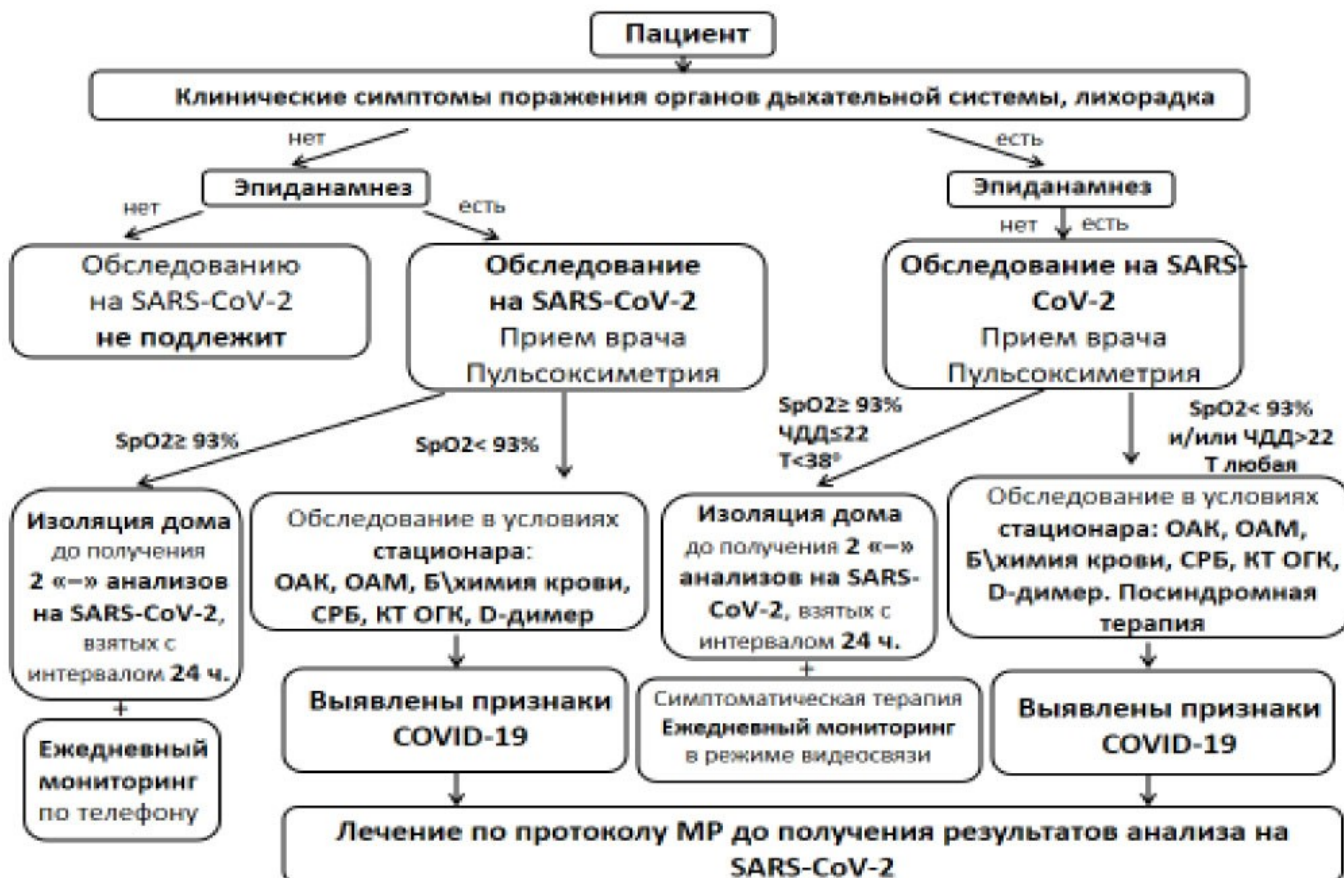 Пациент
Клинические симптомы поражения органов дыхательной системы, лихорадка
нет
есть
Эпиданамнез
Эпиданамнез
нет
есть
нет
есть
Обследованию
на SARS-CoV-2
не подлежит
Обследование
на SARS-CoV-2
Прием врача
Пульсоксиметрия
Обследование на SARS-
CoV-2
Прием врача
Пульсоксиметрия
SpO2≥ 93%
SpO2< 93%
SpO2≥ 93%
ЧДД≤22
T<38°
SpO2< 93%
и/или ЧДД>22
Т любая
Изоляция дома
до получения
2 «−» анализов
на SARS-CoV-2,
взятых с
интервалом 24 ч.
+
Ежедневный
мониторинг
по телефону
Обследование в условиях
стационара:
ОАК, ОАМ, Б\химия крови,
СРБ, КТ ОГК, D-димер
Выявлены признаки
COVID-19
Изоляция дома
до получения 2 «−»
анализов на SARS-
CoV-2, взятых с
интервалом 24 ч.
+
Симптоматическая терапия
Ежедневный мониторинг
в режиме видеосвязи
Обследование в условиях
стационара: ОАК, ОАМ,
Б\химия крови, СРБ, КТ ОГК,
D-димер. Посиндромная
терапия
Выявлены признаки
COVID-19
Лечение по протоколу МР до получения результатов анализа на
SARS-CoV-2